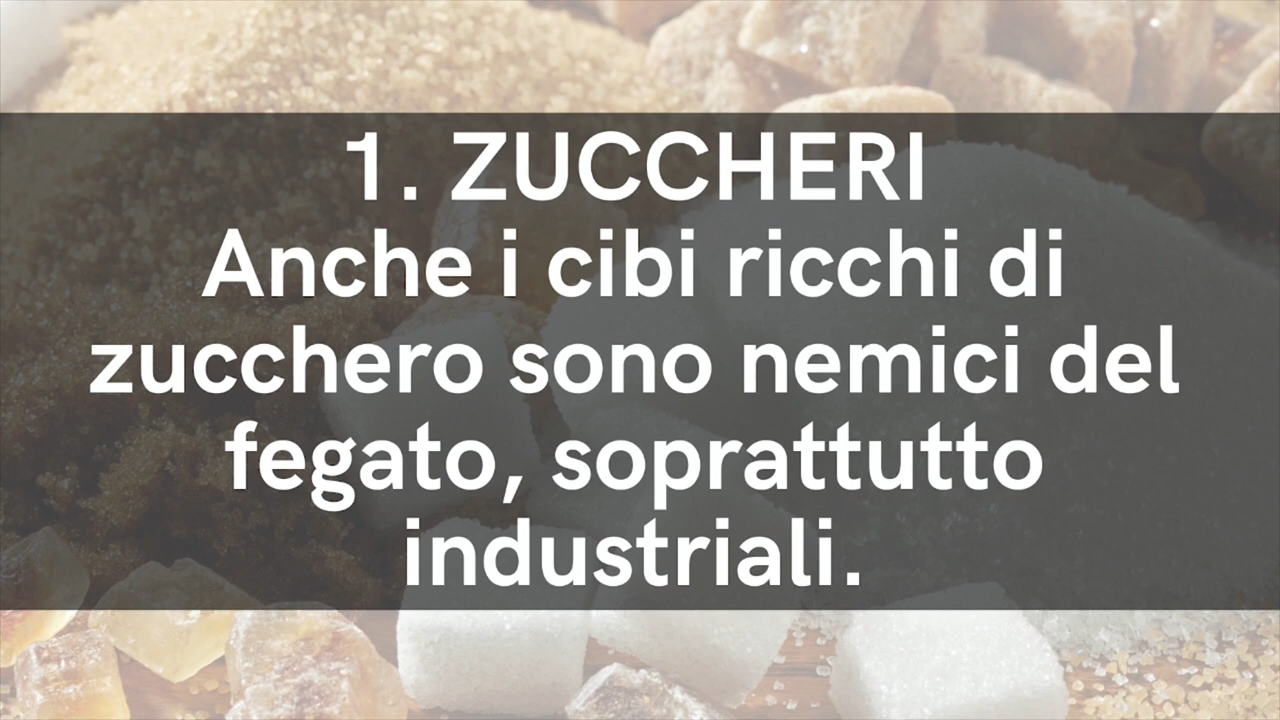 1. ZUCCHERI
Anche i cibi ricchi di
zucchero sono nemici del
fegato, soprattutto
industriali.